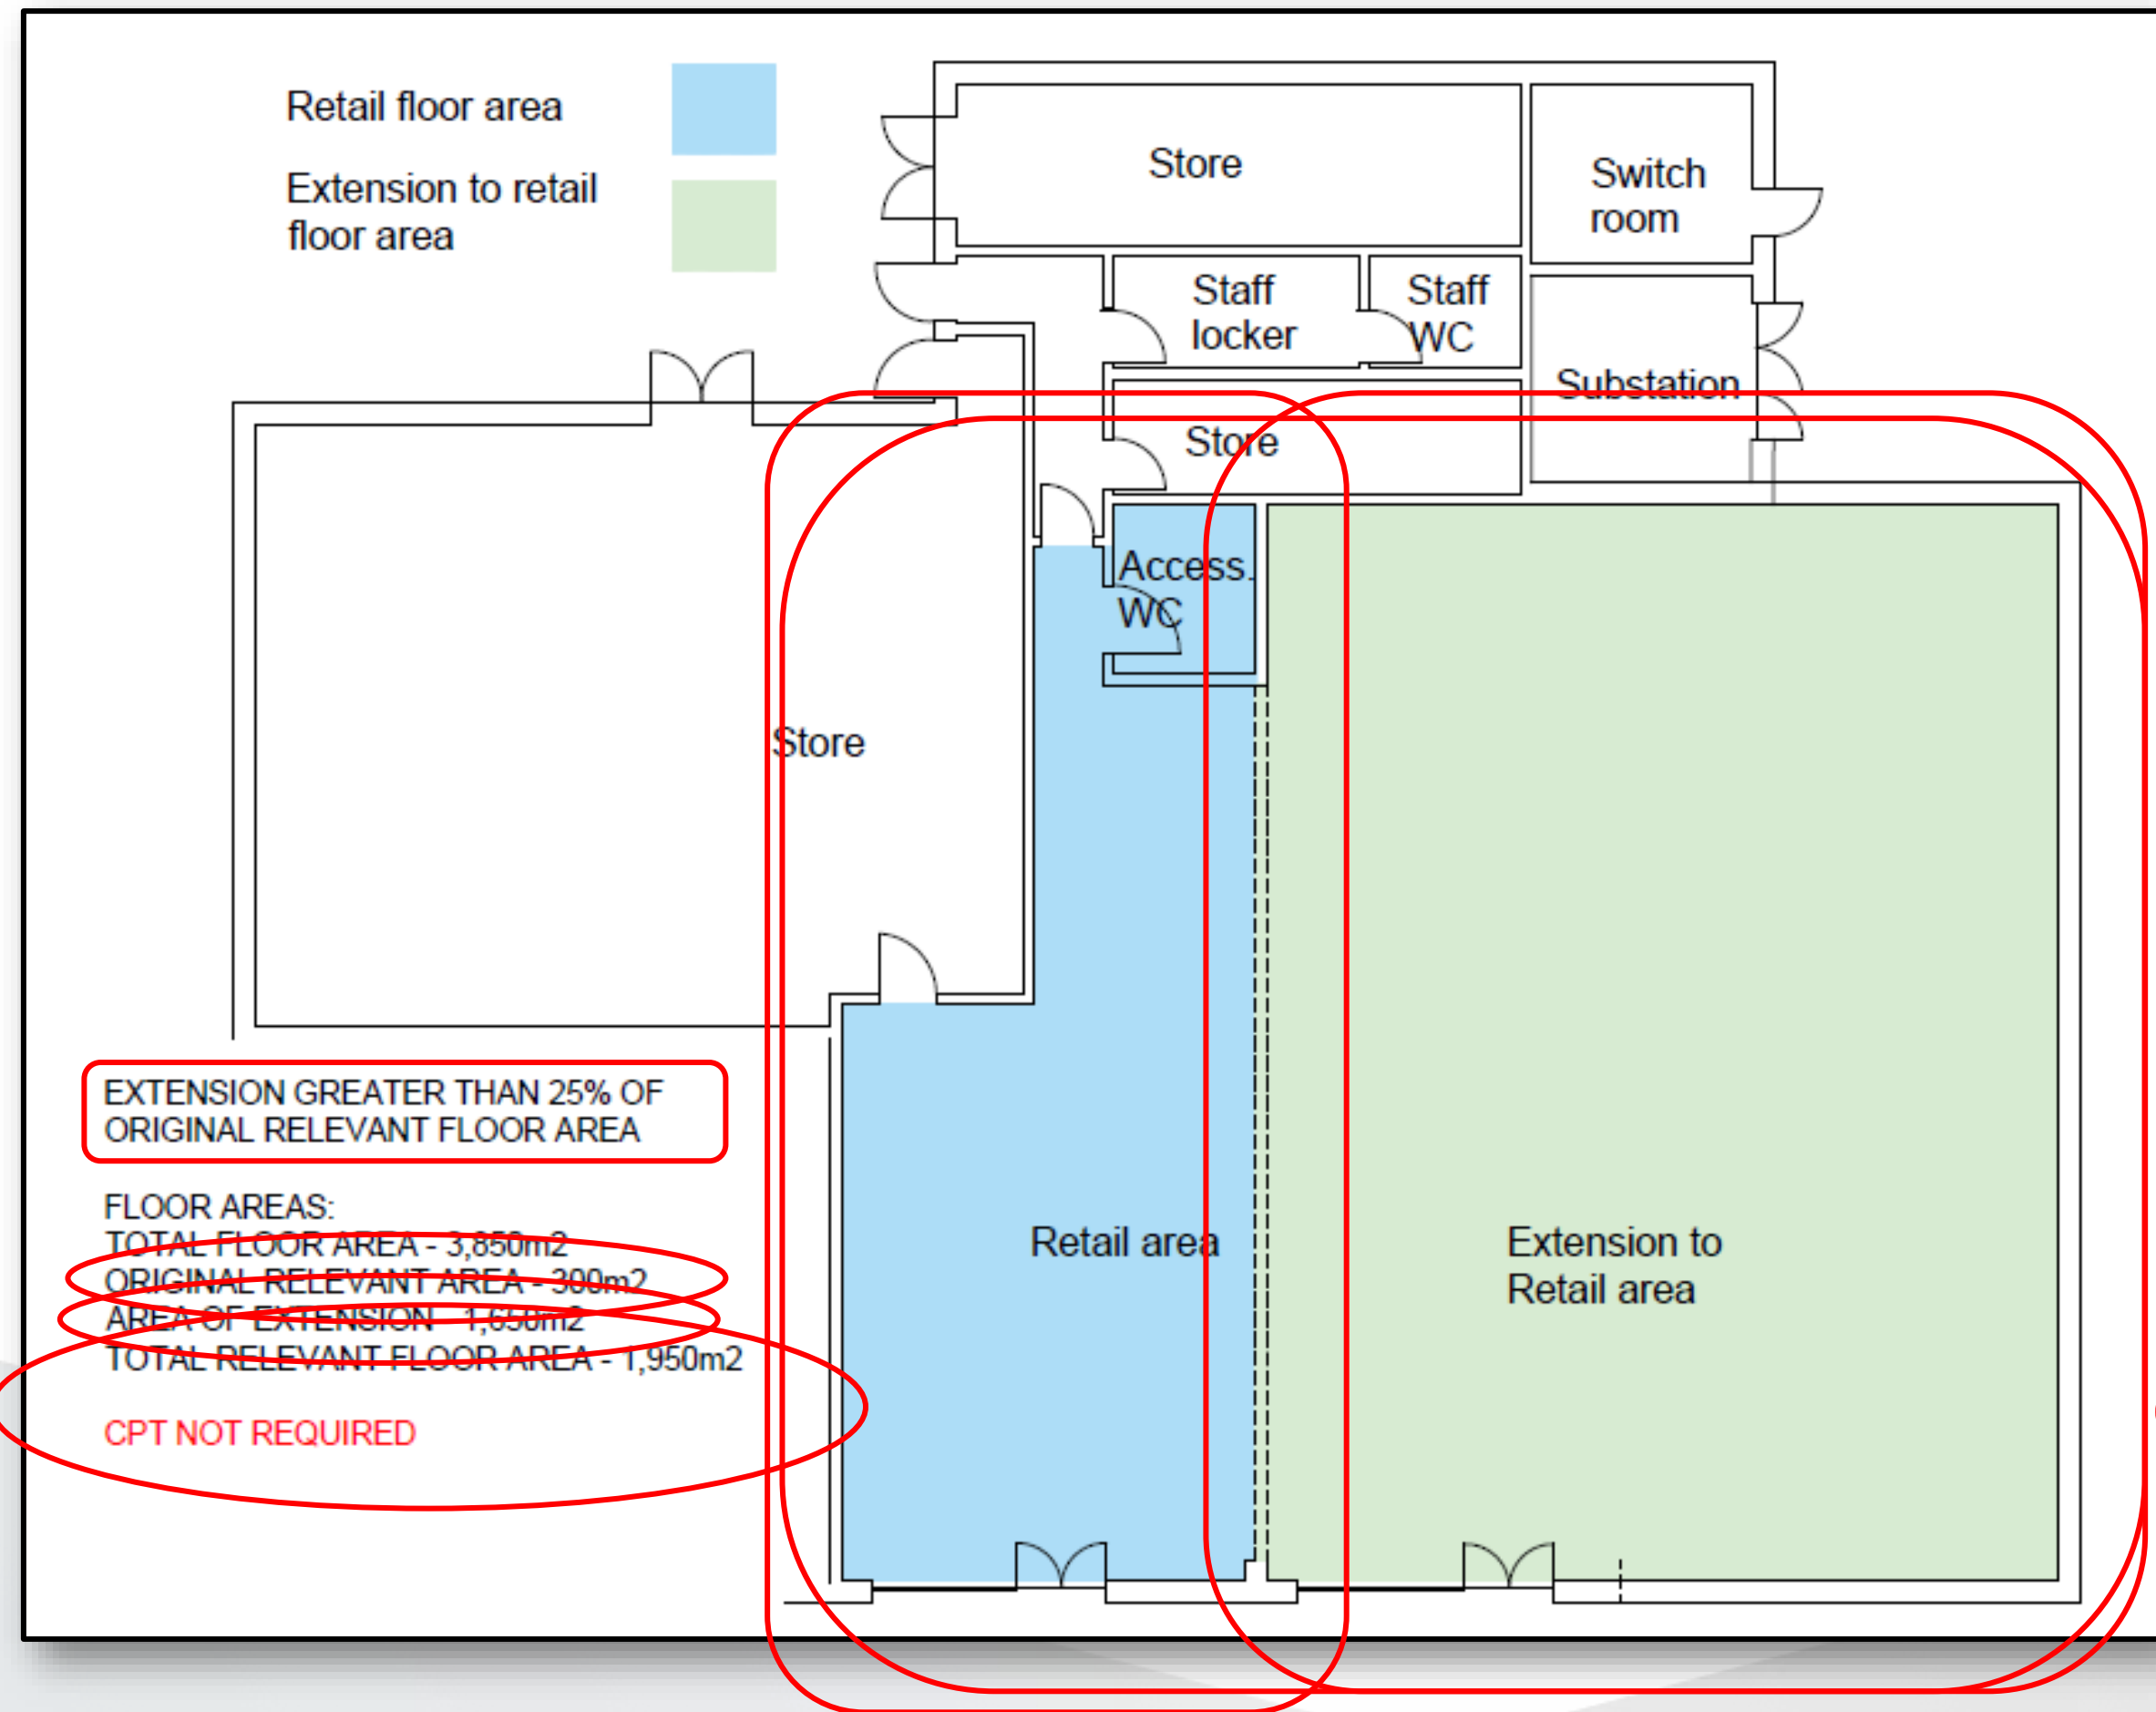 Retail floor area
Extension to retail
floor area
Store
Switch
room
Staff
locker
Staff
WC
Substation
Store
Access.
WC
Store
EXTENSION GREATER THAN 25% OF
ORIGINAL RELEVANT FLOOR AREA
FLOOR AREAS:
TOTAL FLOOR AREA - 3,850m2
ORIGINAL RELEVANT AREA - 300m2
AREA OF EXTENSION - 1,650m2
TOTAL RELEVANT FLOOR AREA - 1,950m2
CPT NOT REQUIRED
Retail area
Extension to
Retail area